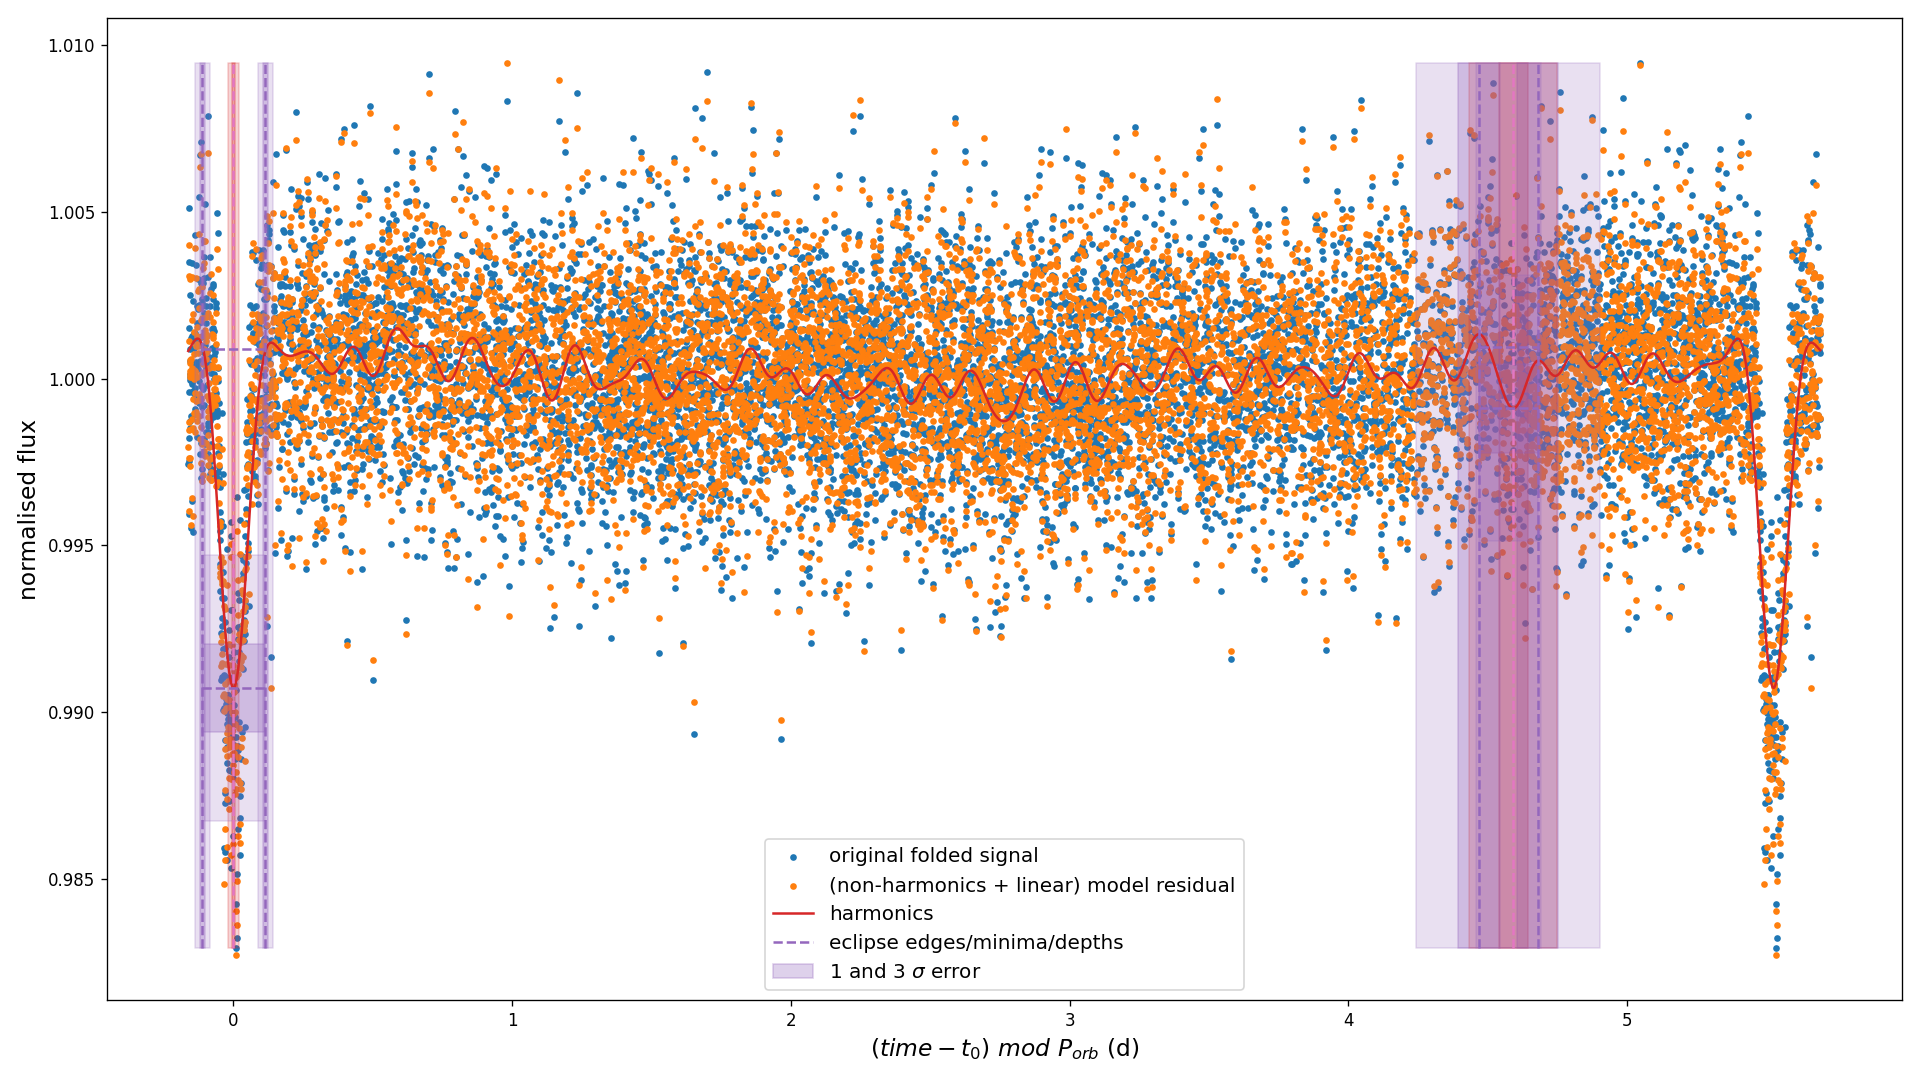 normalised flux
1.010
1.005
1.000
0.995
0.990
0.985
original folded signal
(non-harmonics + linear) model residual
harmonics
eclipse edges/minima/depths
1 and 3 σ error
0 1 2 3 4 5
(time − t₀) mod Pₒᵣb (d)